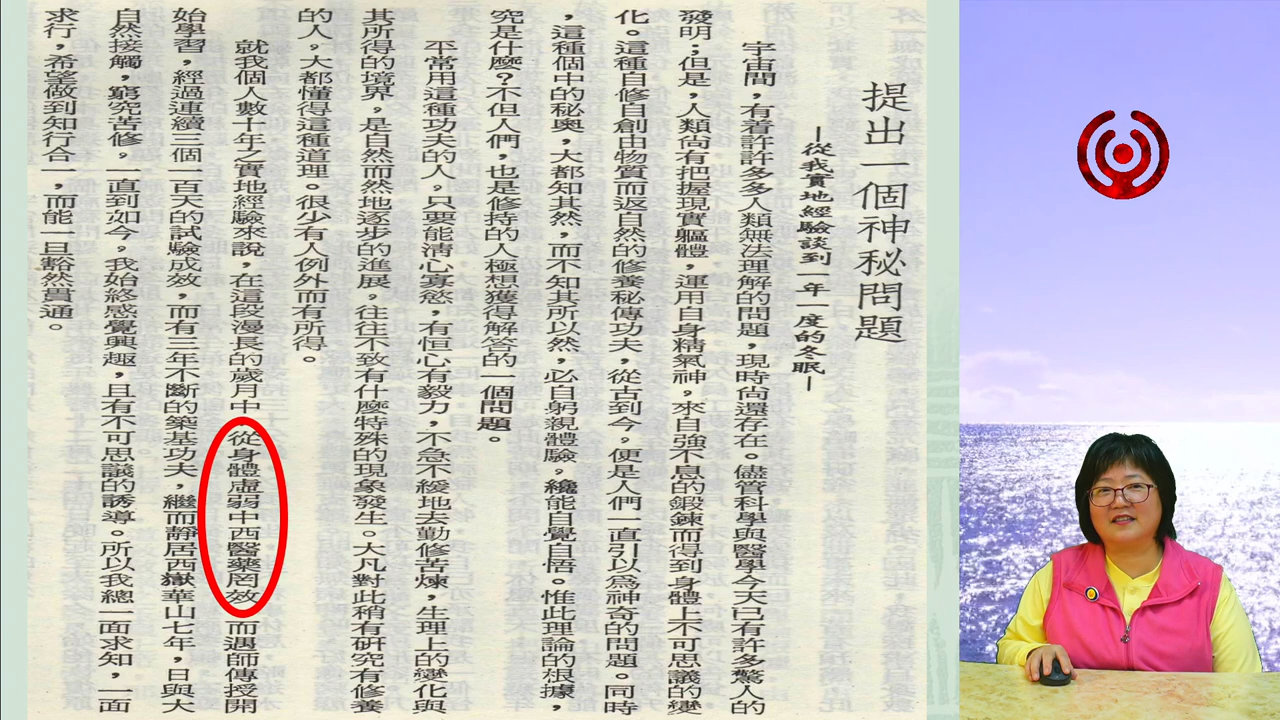 提出一個神秘問題
—從我實地經驗談到一年一度的冬眠—
宇宙間，有着許許多多人類無法理解的問題，現時尚還存在。儘管科學與醫學今天已有許多驚人的
發明；但是，人類尚有把握現實軀體，運用自身精氣神，來自強不息的鍛鍊而得到身體上不可思議的變
化。這種自修自創由物質而返自然的修養秘傳功夫，從古到今，便是人們一直引以爲神奇的問題。同時
，這種個中的秘奧，大都知其然，而不知其所以然，必自躬親體驗，纔能自覺自悟。惟此理論的根據，
究是什麼？不但人們，也是修持的人極想獲得解答的一個問題。
平常用這種功夫的人，只要能清心寡慾，有恒心有毅力，不急不緩地去勤修苦煉，生理上的變化與
其所得的境界，是自然而然地逐步的進展，往往不致有什麼特殊的現象發生。大凡對此稍有研究有修養
的人，大都懂得這種道理。很少有人例外而有所得。
就我個人數十年之實地經驗來說，在這段漫長的歲月中，從身體虛弱中西醫藥罔效，而遇師傳授開
始學習，經過連續三個一百天的試驗成效，而有三年不斷的築基功夫，繼而靜居西嶽華山七年，日與大
自然接觸，窮究苦修，一直到如今，我始終感覺興趣，且有不可思議的誘導。所以我總一面求知，一面
求行，希望做到知行合一，而能一旦豁然貫通。